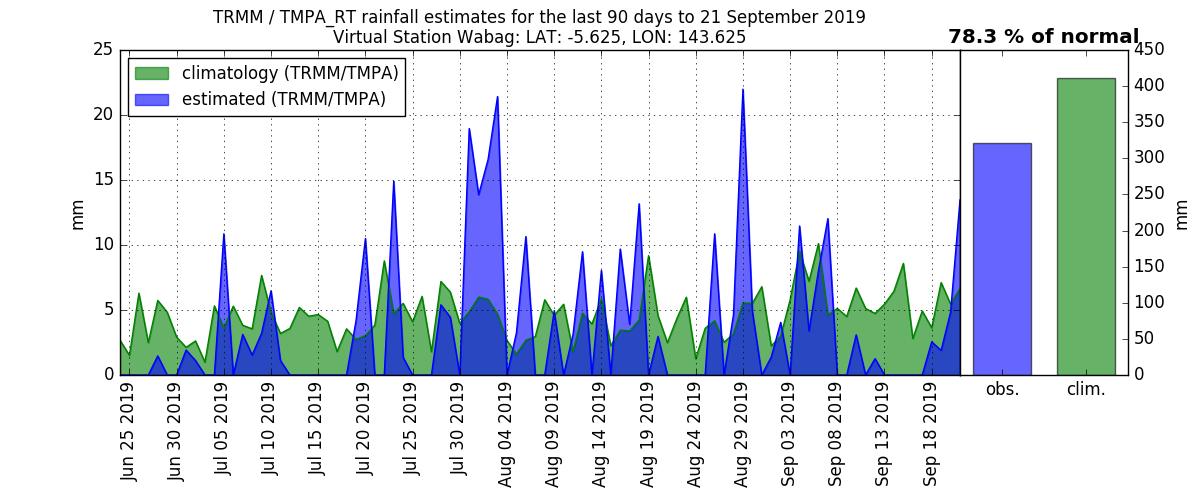 TRMM / TMPA_RT rainfall estimates for the last 90 days to 21 September 2019
Virtual Station Wabag: LAT: -5.625, LON: 143.625
78.3 % of normal
climatology (TRMM/TMPA)
estimated (TRMM/TMPA)
25
20
15
10
5
0
mm
450
400
350
300
250
200
150
100
50
0
mm
Jun 25 2019
Jun 30 2019
Jul 05 2019
Jul 10 2019
Jul 15 2019
Jul 20 2019
Jul 25 2019
Jul 30 2019
Aug 04 2019
Aug 09 2019
Aug 14 2019
Aug 19 2019
Aug 24 2019
Aug 29 2019
Sep 03 2019
Sep 08 2019
Sep 13 2019
Sep 18 2019
obs.
clim.